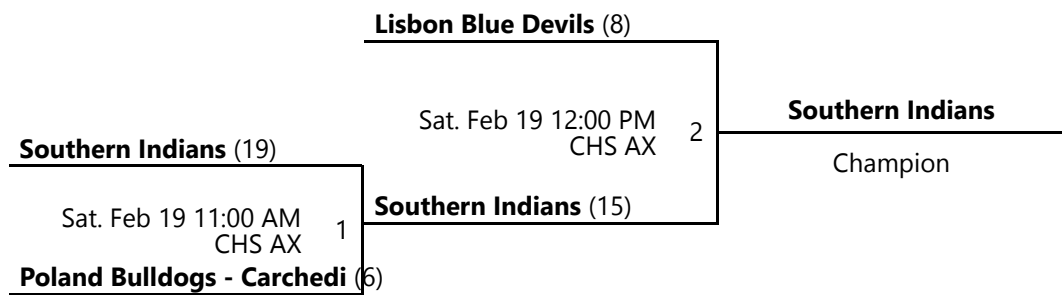 Lisbon Blue Devils (8)
Sat. Feb 19 12:00 PM
CHS AX
2
Southern Indians
Champion
Southern Indians (19)
Sat. Feb 19 11:00 AM
CHS AX
1
Southern Indians (15)
Poland Bulldogs - Carchedi (6)